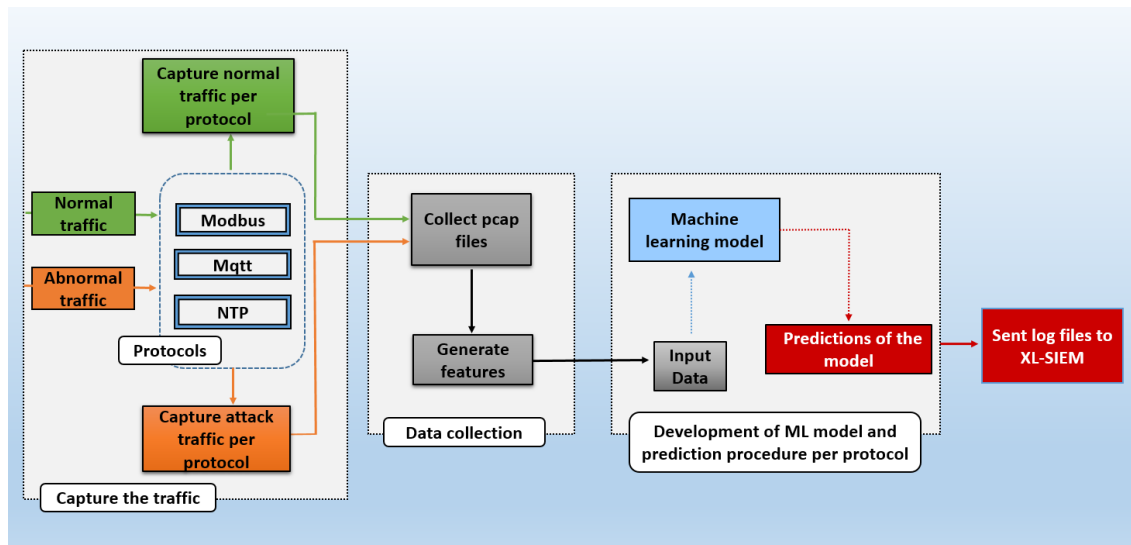 Capture normal
traffic per
protocol
Normal
traffic
Abnormal
traffic
Modbus
Mqtt
NTP
Protocols
Capture attack
traffic per
protocol
Capture the traffic
Collect pcap
files
Generate
features
Data collection
Machine
learning model
Input
Data
Predictions of the
model
Development of ML model and
prediction procedure per protocol
Sent log files to
XL-SIEM